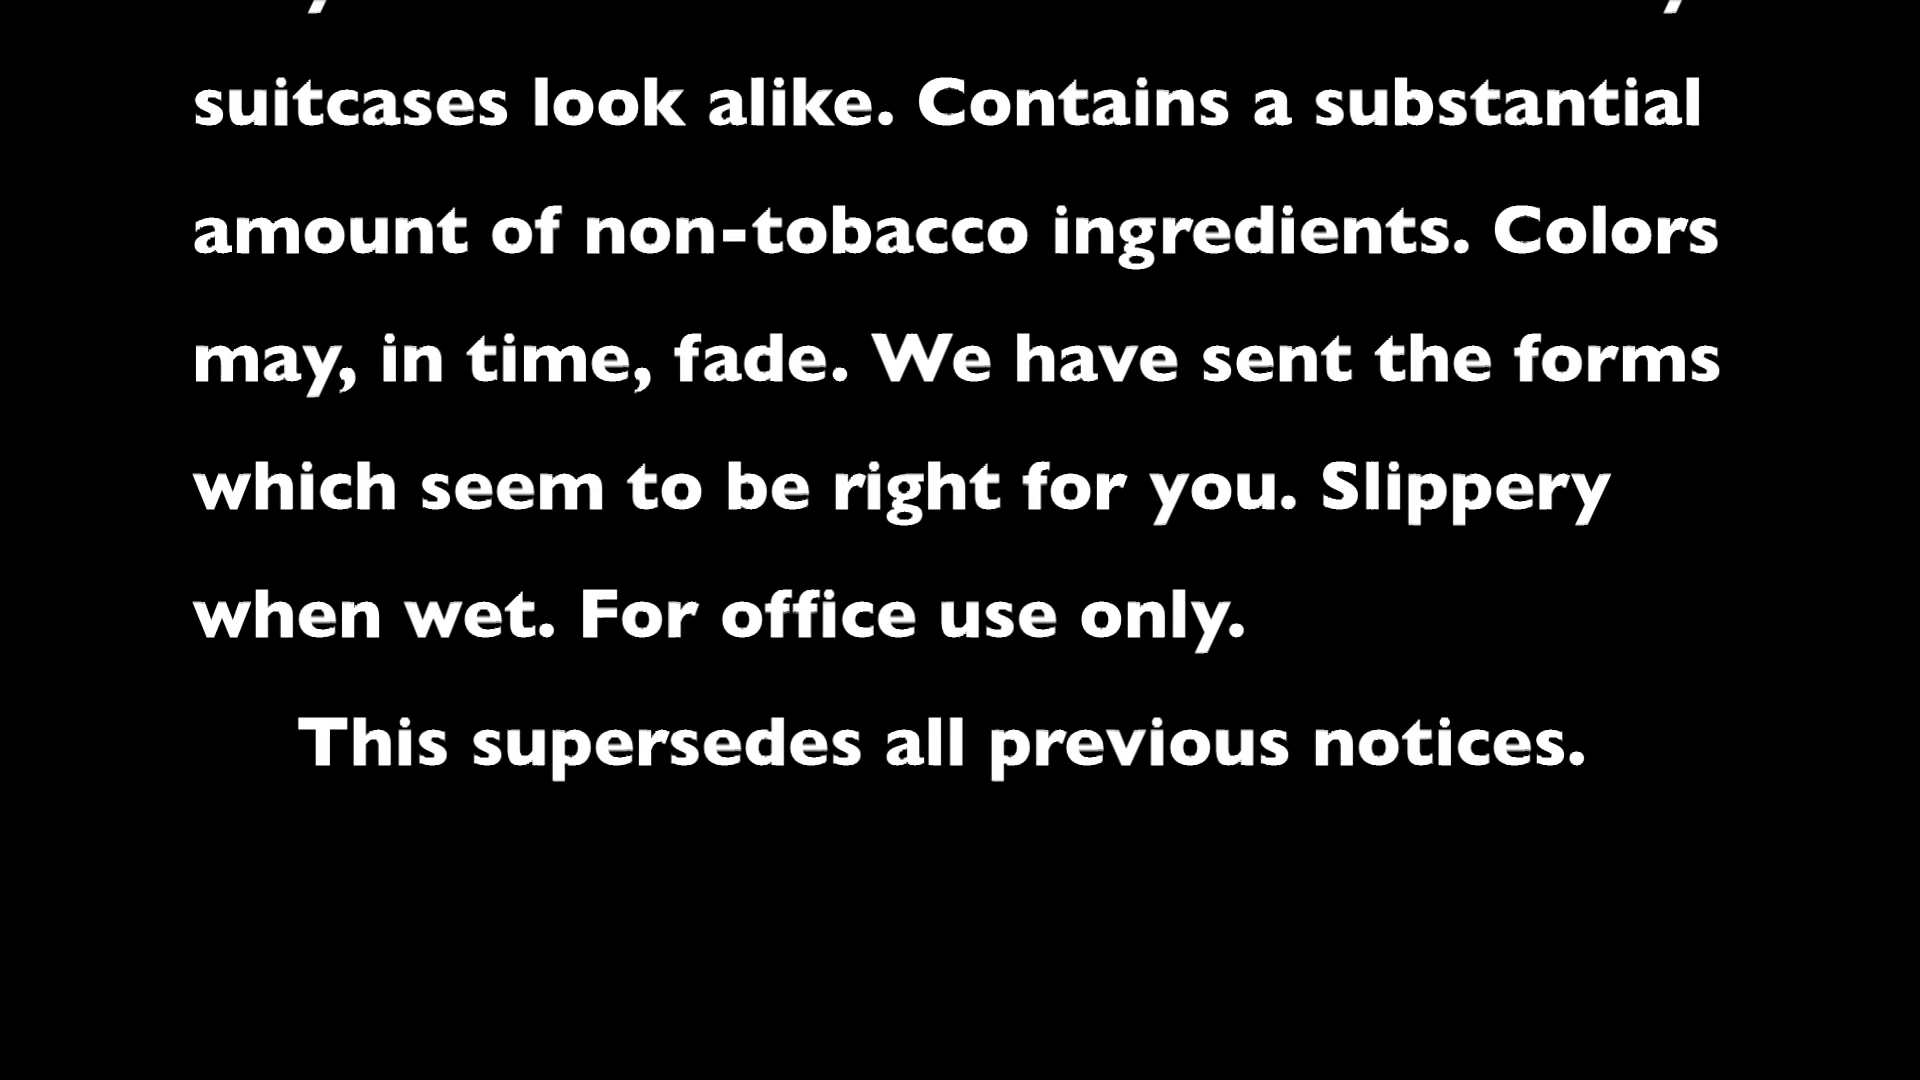 suitcases look alike. Contains a substantial
amount of non-tobacco ingredients. Colors
may, in time, fade. We have sent the forms
which seem to be right for you. Slippery
when wet. For office use only.
This supersedes all previous notices.